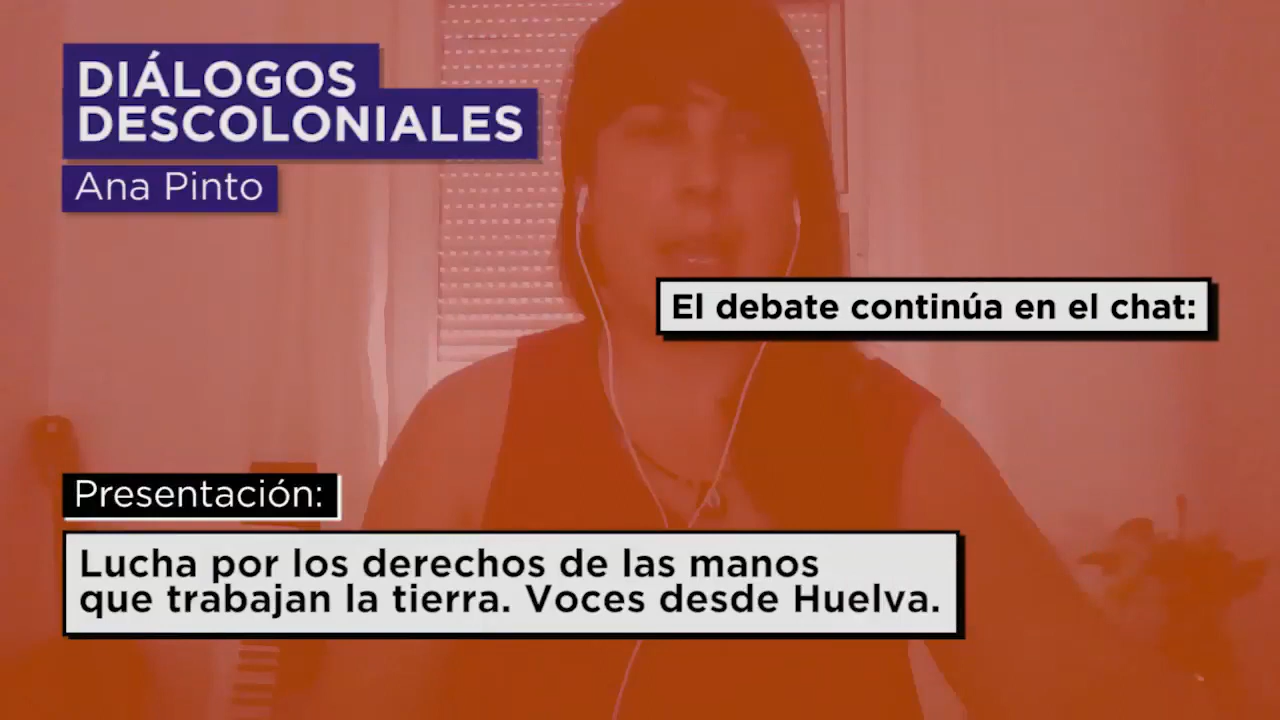 DIÁLOGOS
DESCOLONIALES
Ana Pinto
El debate continúa en el chat:
Presentación:
Lucha por los derechos de las manos
que trabajan la tierra. Voces desde Huelva.